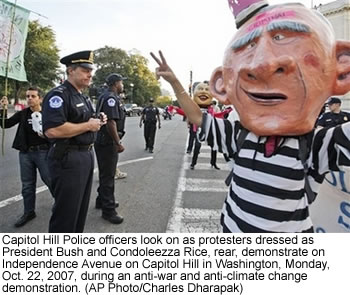 Capitol Hill Police officers look on as protesters dressed as
President Bush and Condoleezza Rice, rear, demonstrate on
Independence Avenue on Capitol Hill in Washington, Monday,
Oct. 22, 2007, during an anti-war and anti-climate change
demonstration. (AP Photo/Charles Dharapak)